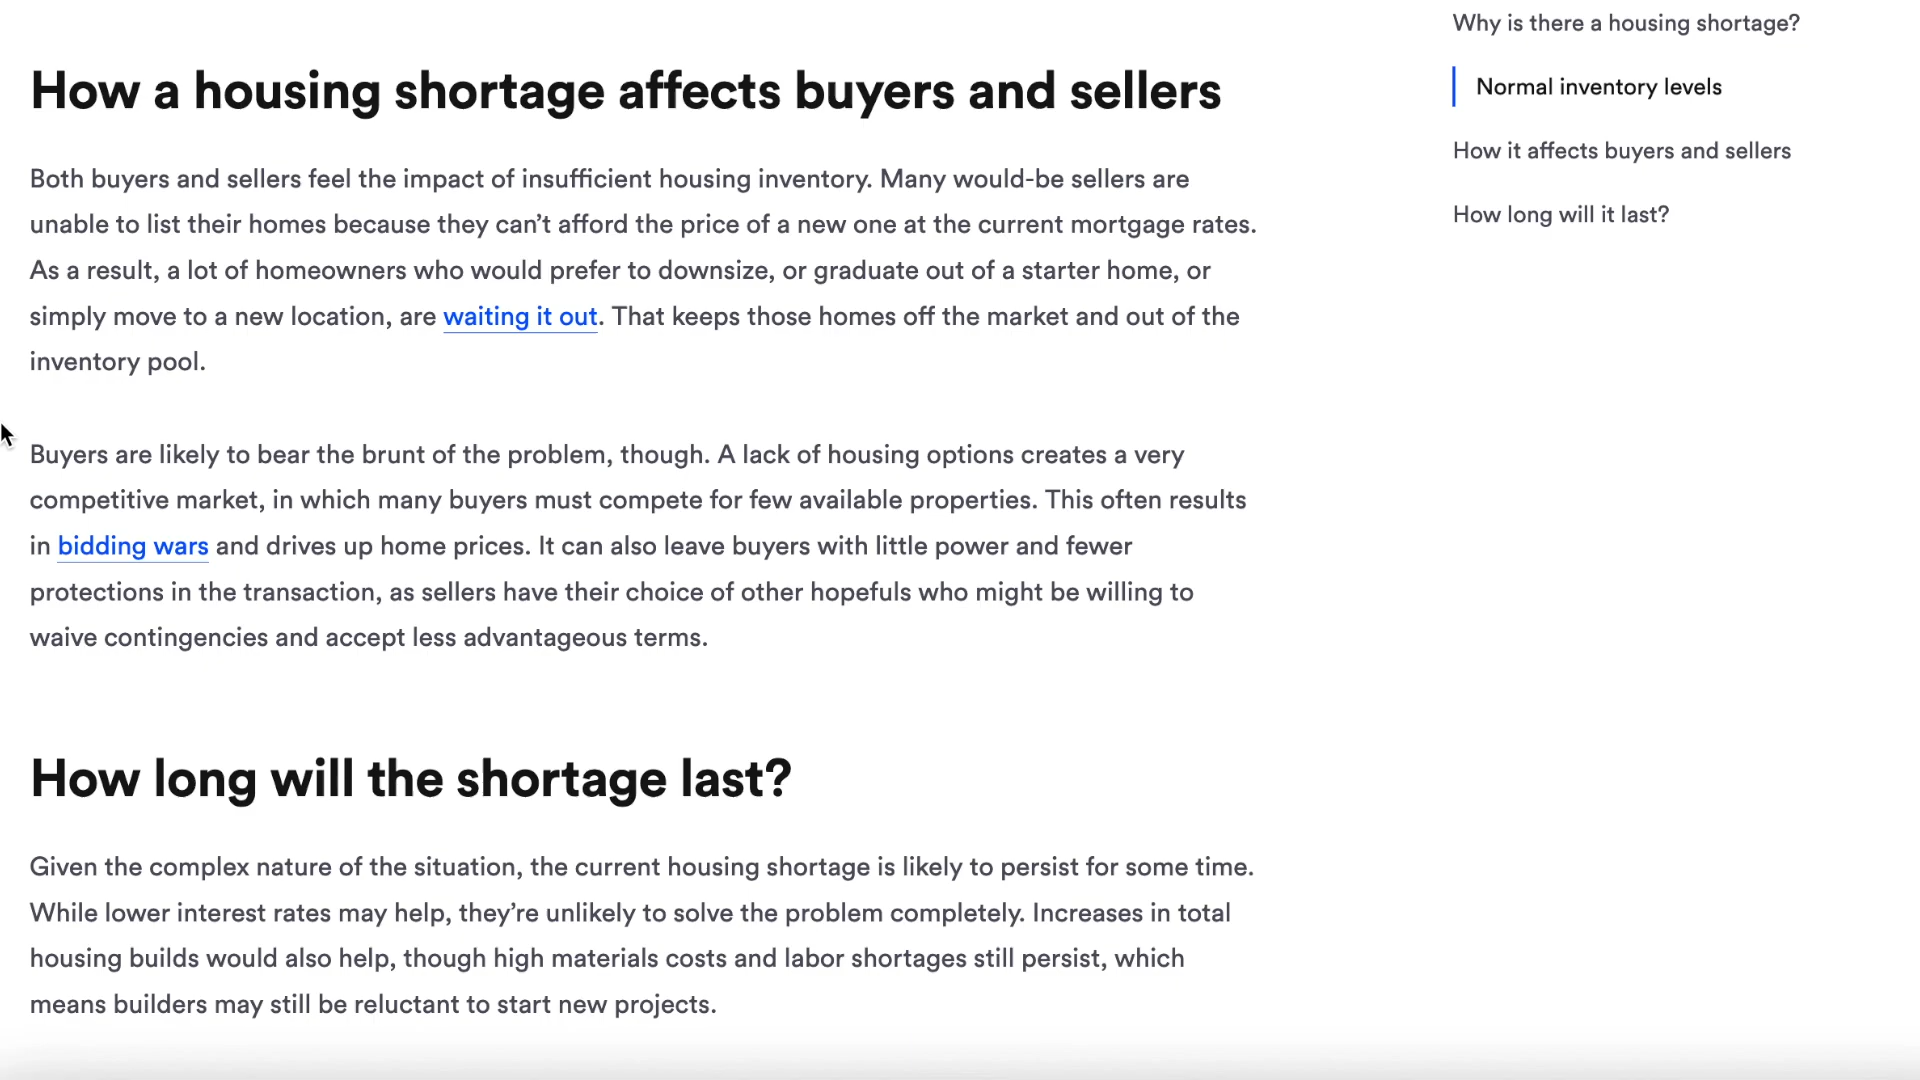 How a housing shortage affects buyers and sellers
Both buyers and sellers feel the impact of insufficient housing inventory. Many would-be sellers are
unable to list their homes because they can’t afford the price of a new one at the current mortgage rates.
As a result, a lot of homeowners who would prefer to downsize, or graduate out of a starter home, or
simply move to a new location, are waiting it out. That keeps those homes off the market and out of the
inventory pool.
Buyers are likely to bear the brunt of the problem, though. A lack of housing options creates a very
competitive market, in which many buyers must compete for few available properties. This often results
in bidding wars and drives up home prices. It can also leave buyers with little power and fewer
protections in the transaction, as sellers have their choice of other hopefuls who might be willing to
waive contingencies and accept less advantageous terms.
How long will the shortage last?
Given the complex nature of the situation, the current housing shortage is likely to persist for some time.
While lower interest rates may help, they’re unlikely to solve the problem completely. Increases in total
housing builds would also help, though high materials costs and labor shortages still persist, which
means builders may still be reluctant to start new projects.
Why is there a housing shortage?
Normal inventory levels
How it affects buyers and sellers
How long will it last?